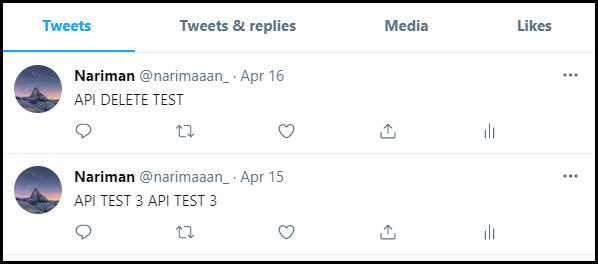 Tweets Tweets & replies Media Likes
Nariman @narimaaan_ · Apr 16
API DELETE TEST
Nariman @narimaaan_ · Apr 15
API TEST 3 API TEST 3